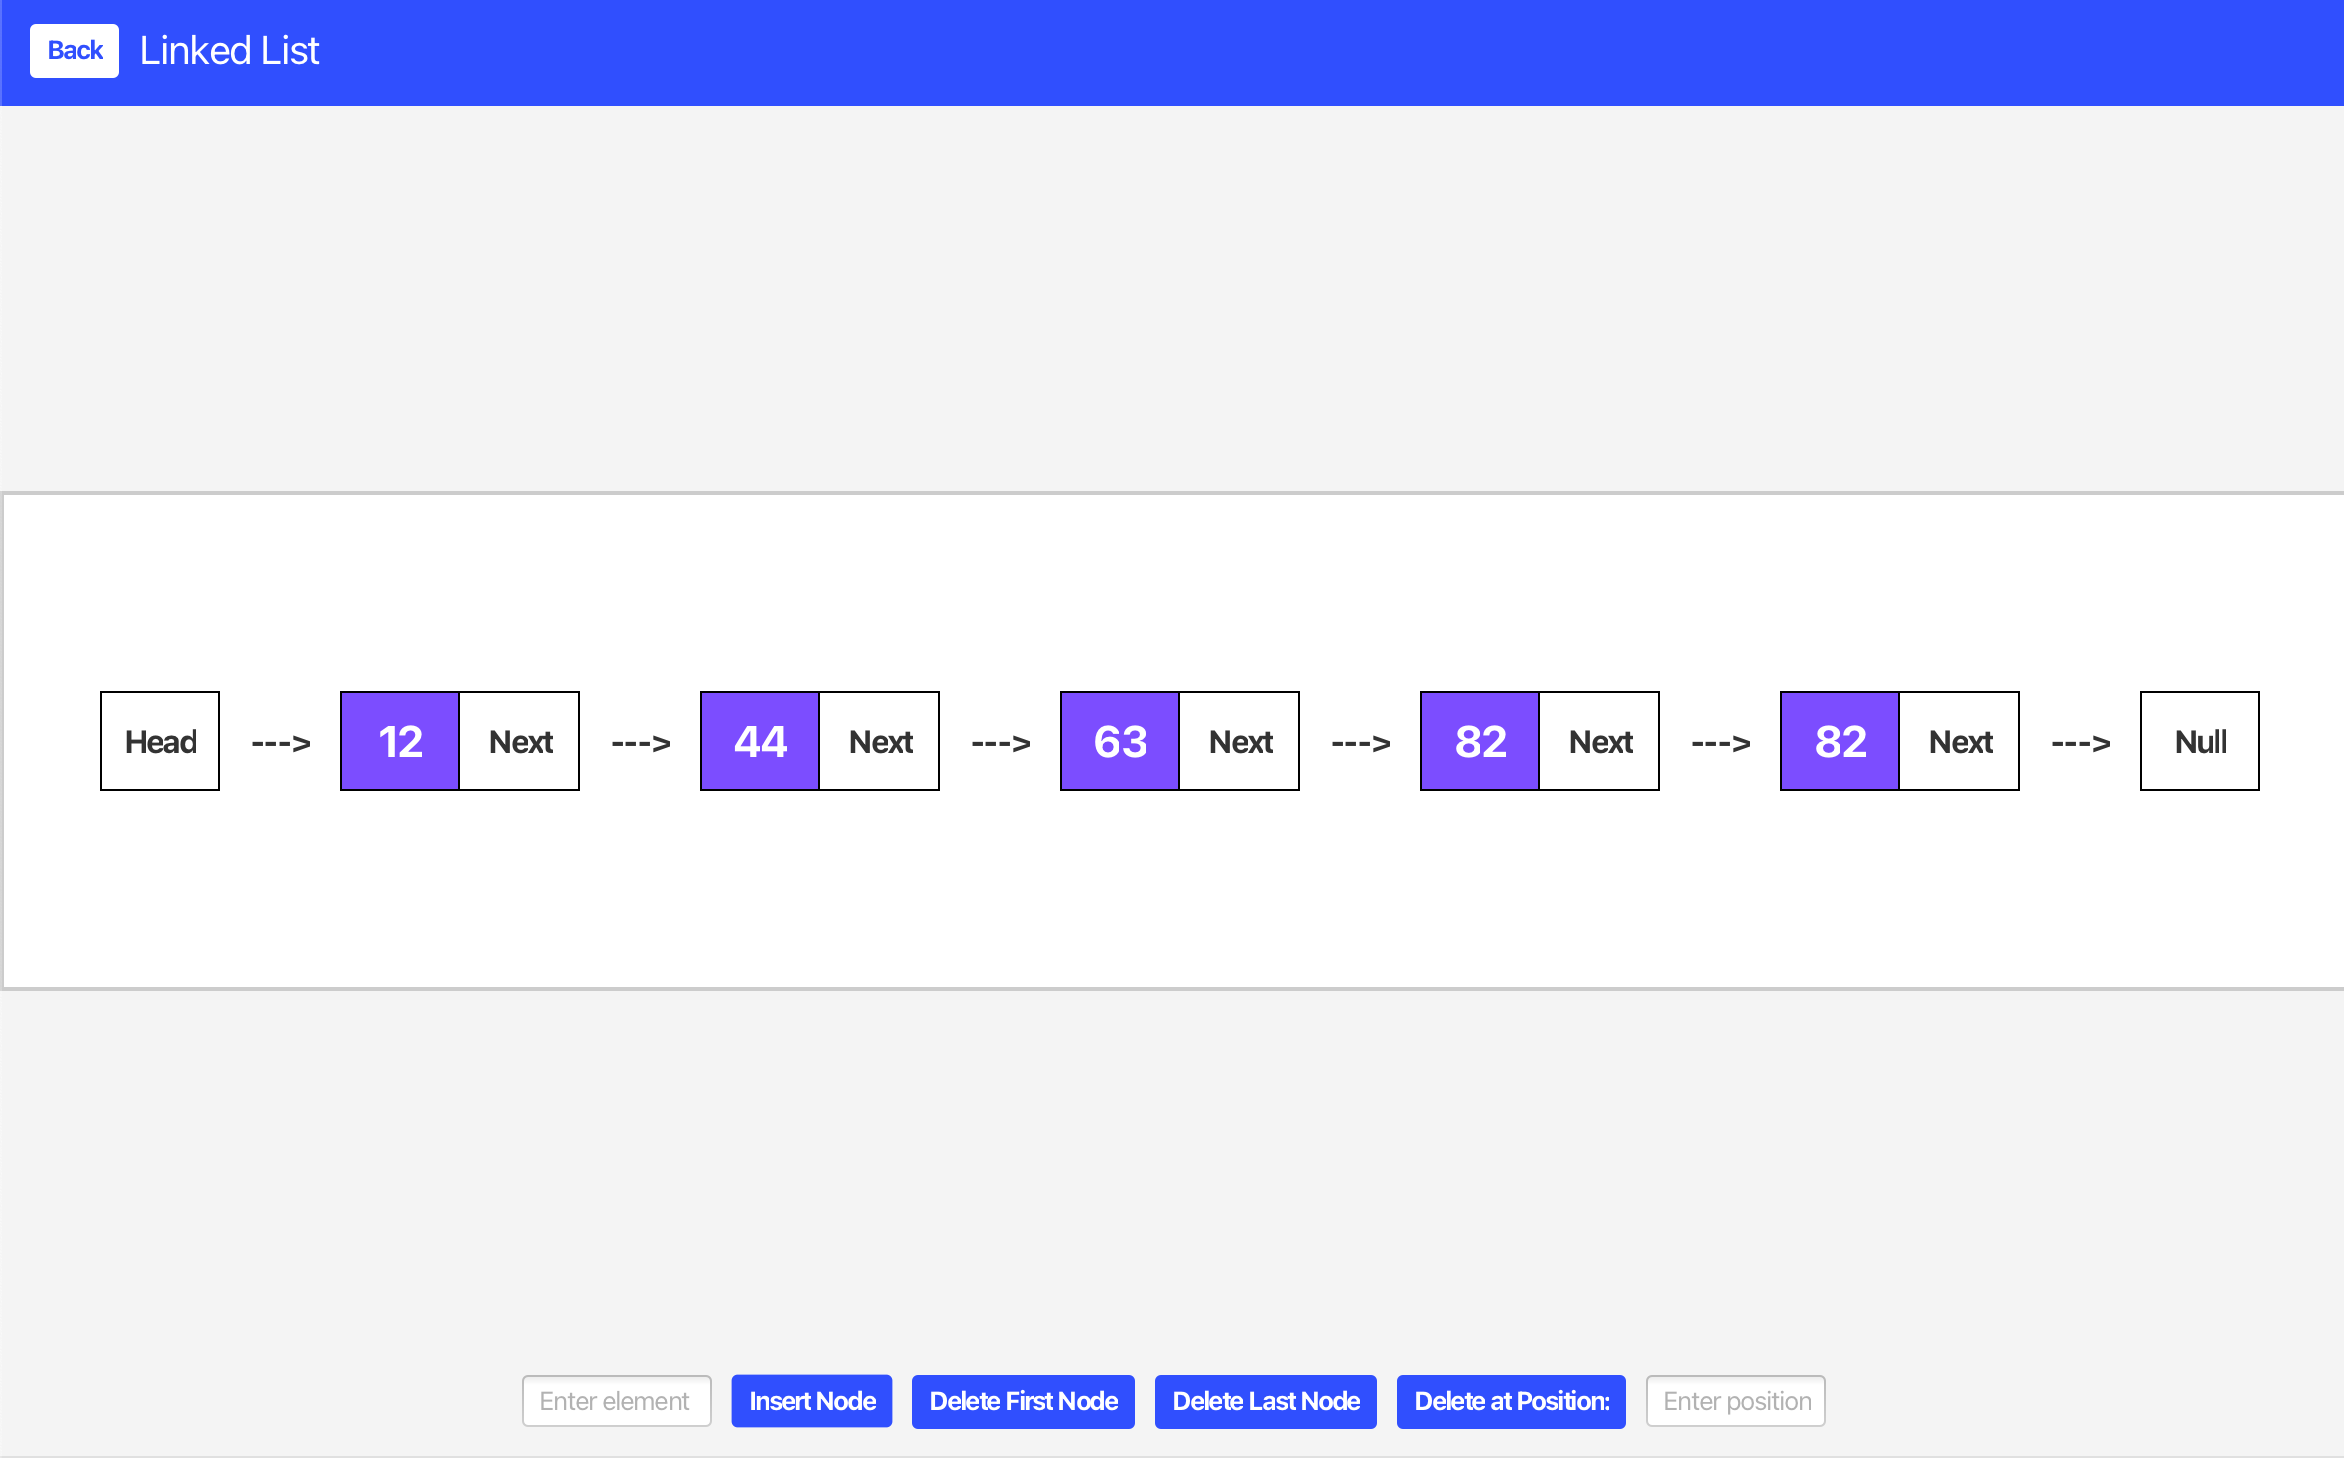 Back Linked List
Head ---> 12 Next ---> 44 Next ---> 63 Next ---> 82 Next ---> 82 Next ---> Null
Enter element Insert Node Delete First Node Delete Last Node Delete at Position: Enter position